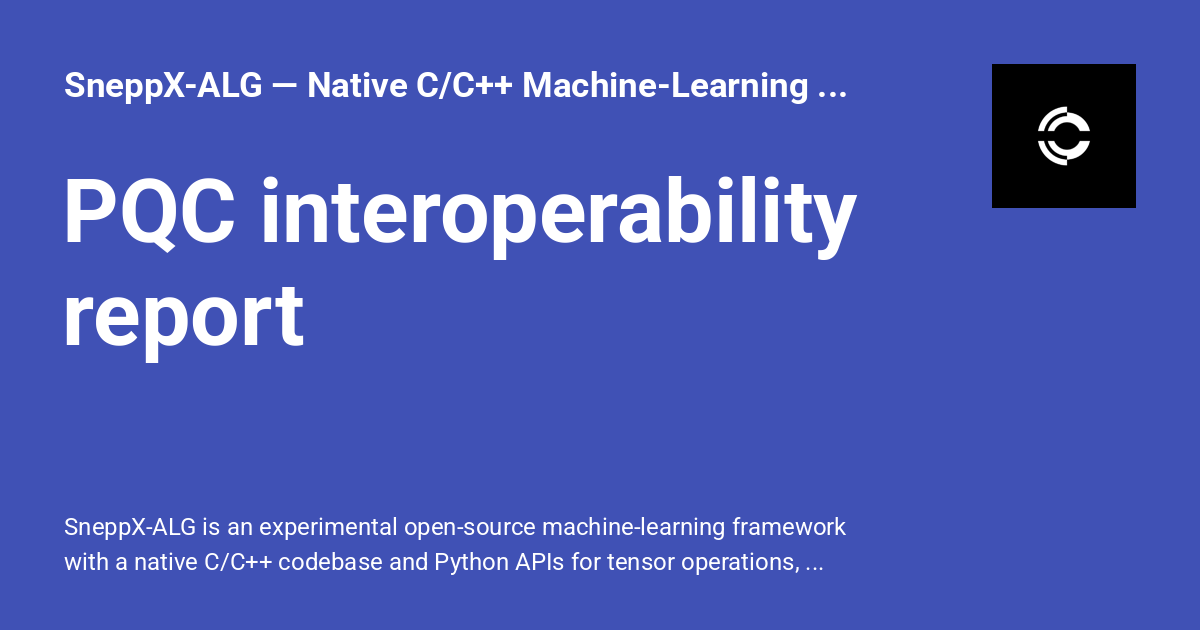 SneppX-ALG — Native C/C++ Machine-Learning ...
PQC interoperability
report
SneppX-ALG is an experimental open-source machine-learning framework
with a native C/C++ codebase and Python APIs for tensor operations, ...